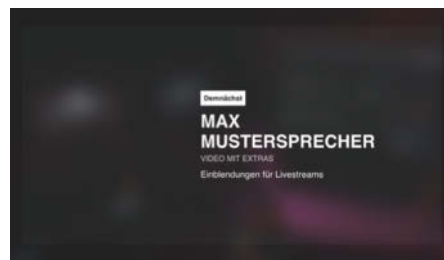 Demnächst
MAX
MUSTERSPRECHER
VIDEO MIT EXTRAS
Einblendungen für Livestreams